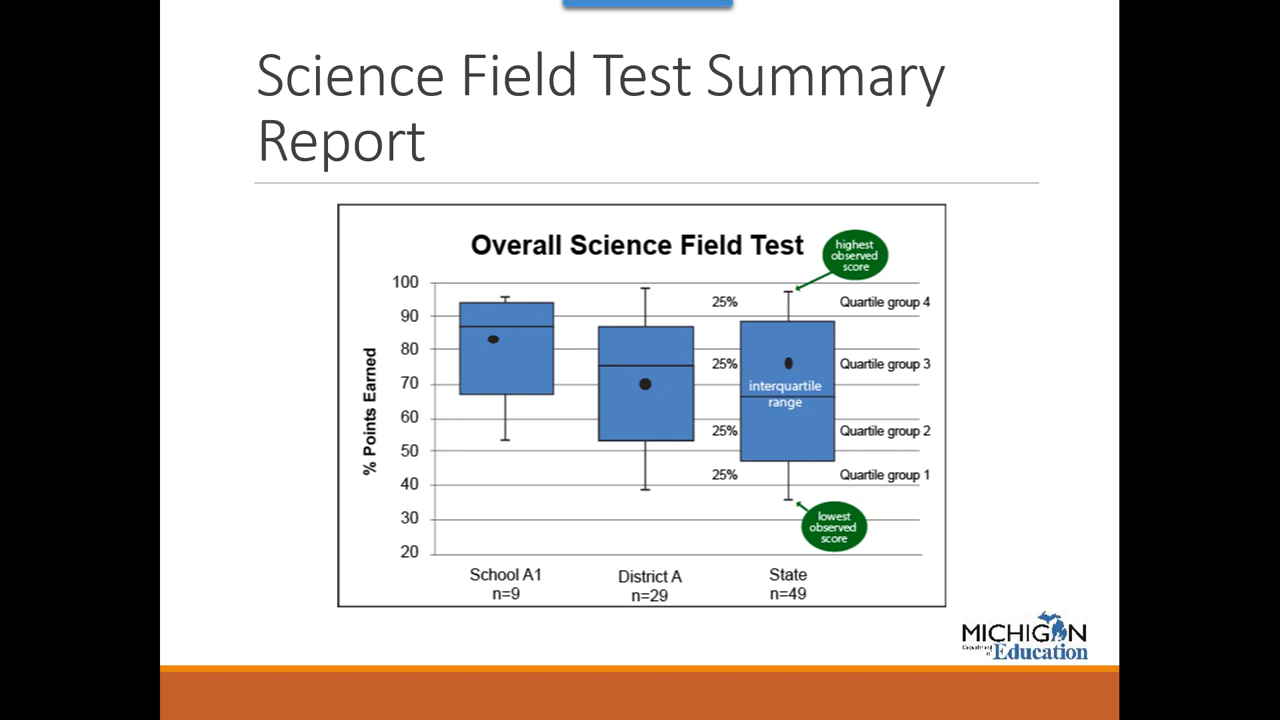 Science Field Test Summary
Report
Overall Science Field Test
highest
observed
score
% Points Earned
100
90
80
70
60
50
40
30
20
25%
Quartile group 4
25%
Quartile group 3
interquartile
range
25%
Quartile group 2
25%
Quartile group 1
lowest
observed
score
School A1
n=9
District A
n=29
State
n=49
MICHIGAN
Department
of Education